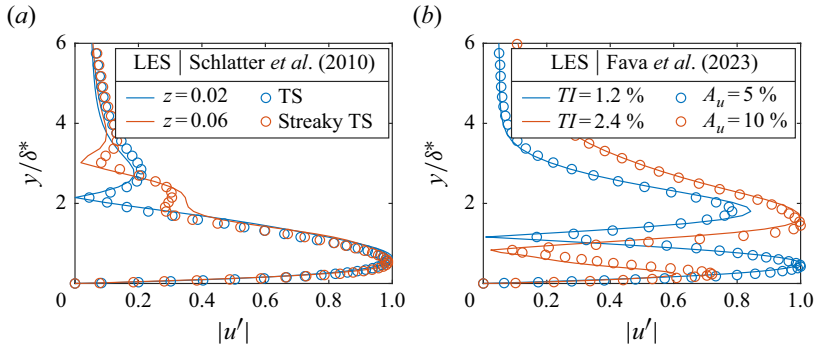 (a)
6
4
2
0
y/δ*
LES | Schlatter et al. (2010)
z = 0.02 TS
z = 0.06 Streaky TS
0.2 0.4 0.6 0.8 1.0
|u′|
(b)
6
4
2
0
y/δ*
LES | Fava et al. (2023)
TI = 1.2 % Au = 5 %
TI = 2.4 % Au = 10 %
0.2 0.4 0.6 0.8 1.0
|u′|